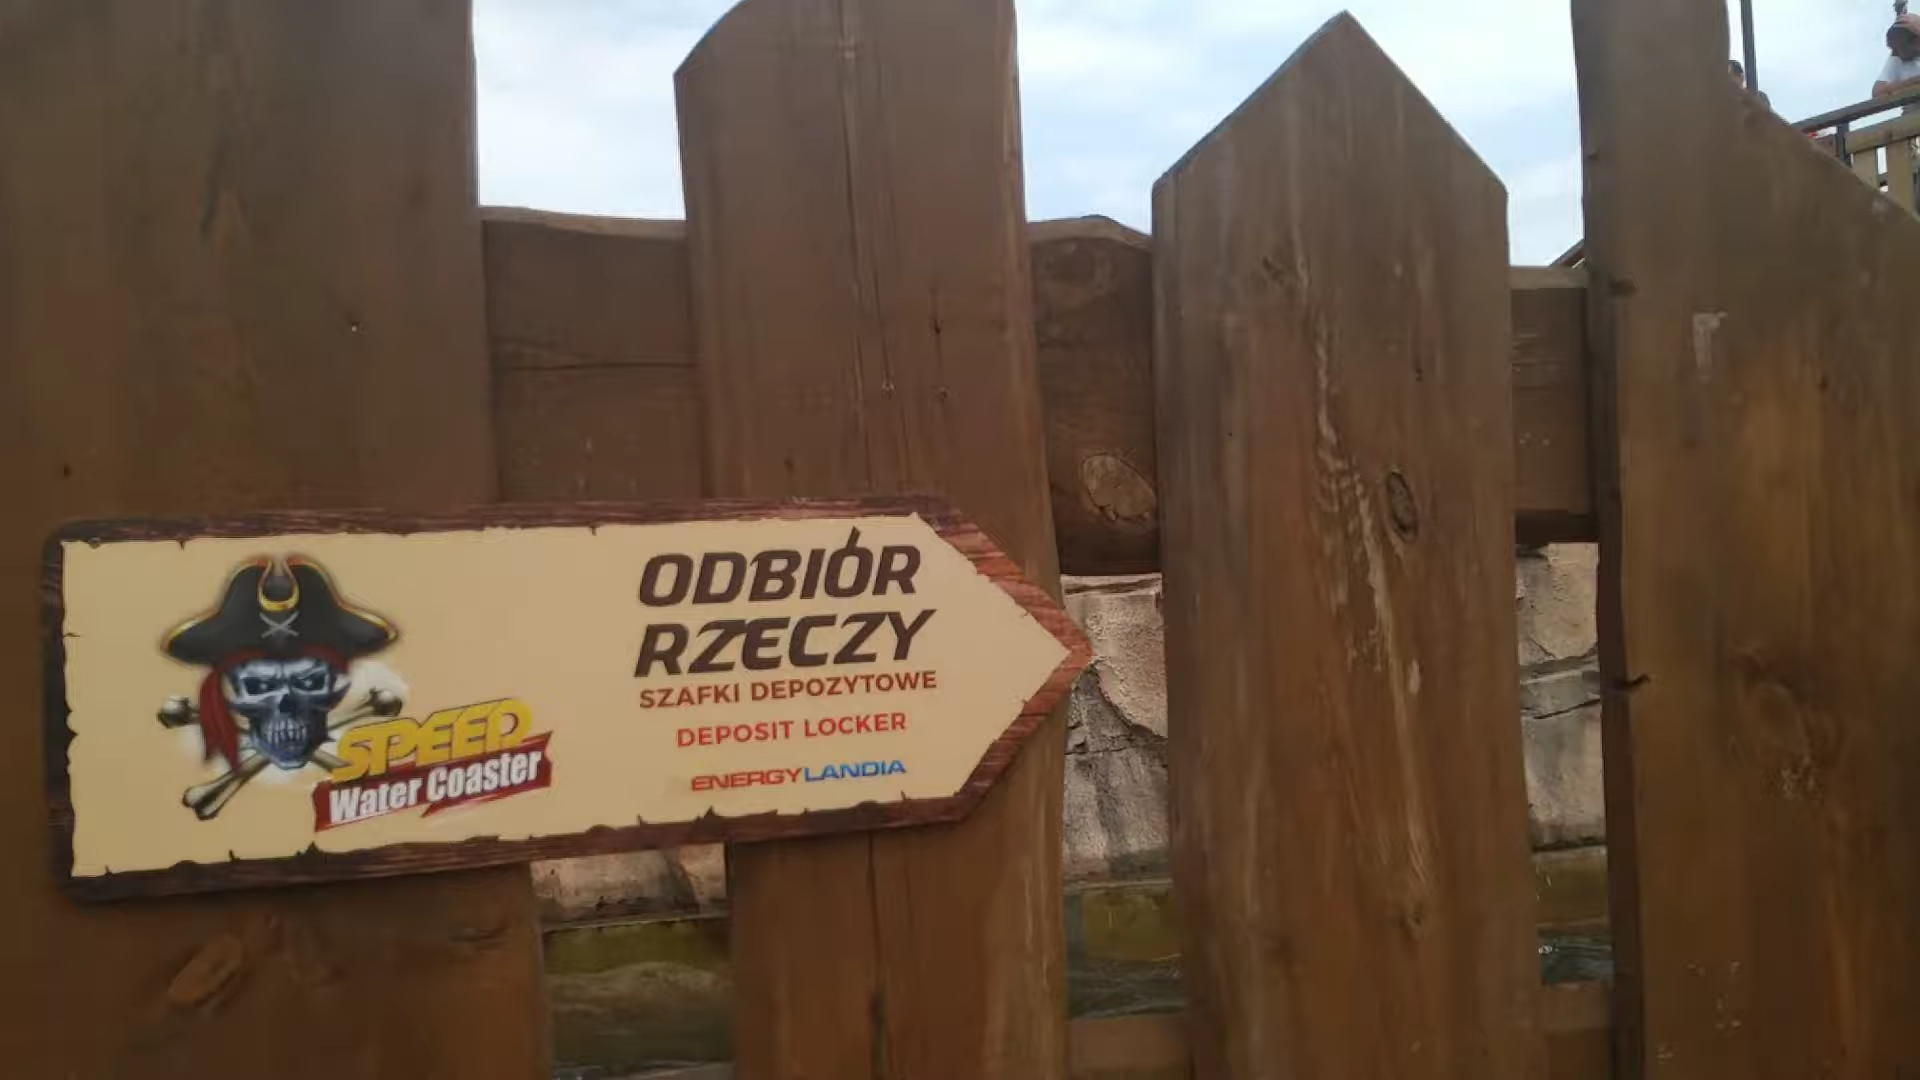 SPEED
Water Coaster
ODBIÓR
RZECZY
SZAFKI DEPOZYTOWE
DEPOSIT LOCKER
ENERGYLANDIA